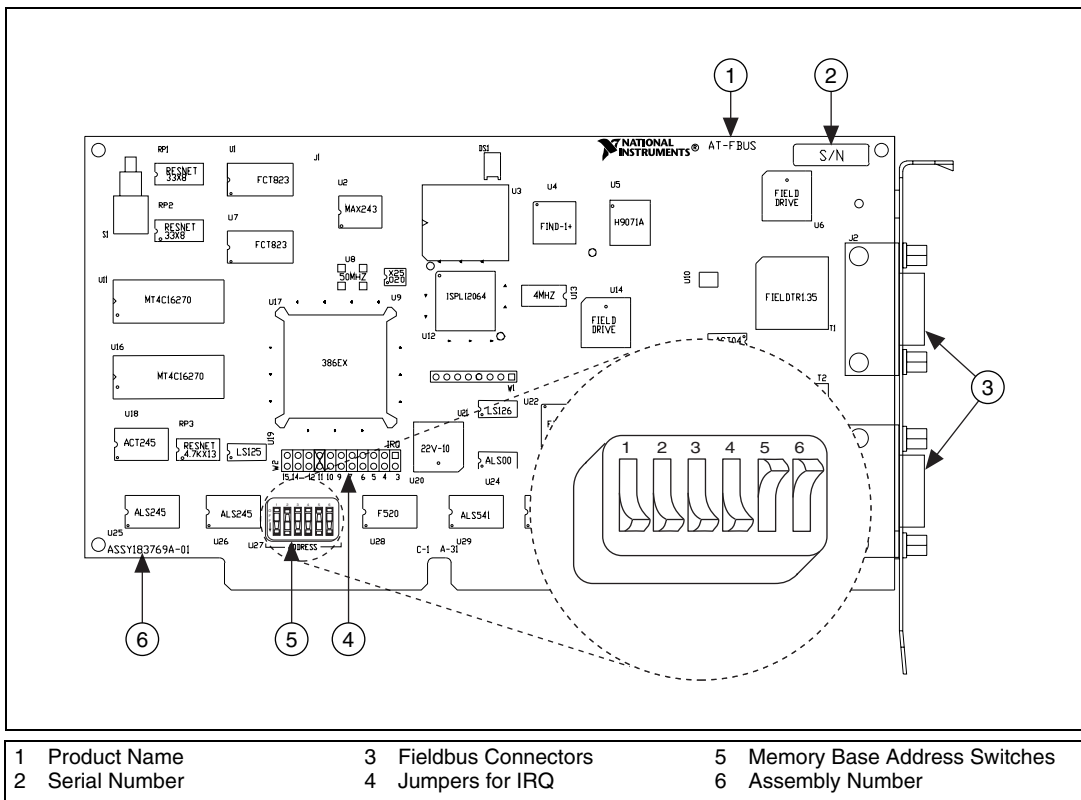 1
2
NATIONAL
INSTRUMENTS®
AT-FBUS
S/N
RP1
RESNET
33X8
U1
FCT823
J1
U2
MAX243
DS1
U3
U4
FIND-1+
U5
H9071A
FIELD
DRIVE
U6
S1
RP2
RESNET
33X8
U7
FCT823
J2
U8
50MHZ
X25
020
U9
U11
MT4C16270
U17
ISPL12064
U12
4MHZ
U13
U14
FIELD
DRIVE
U10
FIELDTR1.35
T1
U16
MT4C16270
386EX
W1
T2
3
U18
ACT245
RP3
RESNET
4.7KX13
LS125
U19
U21
LS126
U22
22V-10
U20
ALS00
U24
W2
IRQ
15 14 12 11 10 9 7 6 5 4 3
1 2 3 4 5 6
ALS245
U25
ALS245
U26
U27
ADDRESS
F520
U28
ALS541
U29
ASSY183769A-01
C-1 A-31
6
5
4
1 Product Name
2 Serial Number
3 Fieldbus Connectors
4 Jumpers for IRQ
5 Memory Base Address Switches
6 Assembly Number